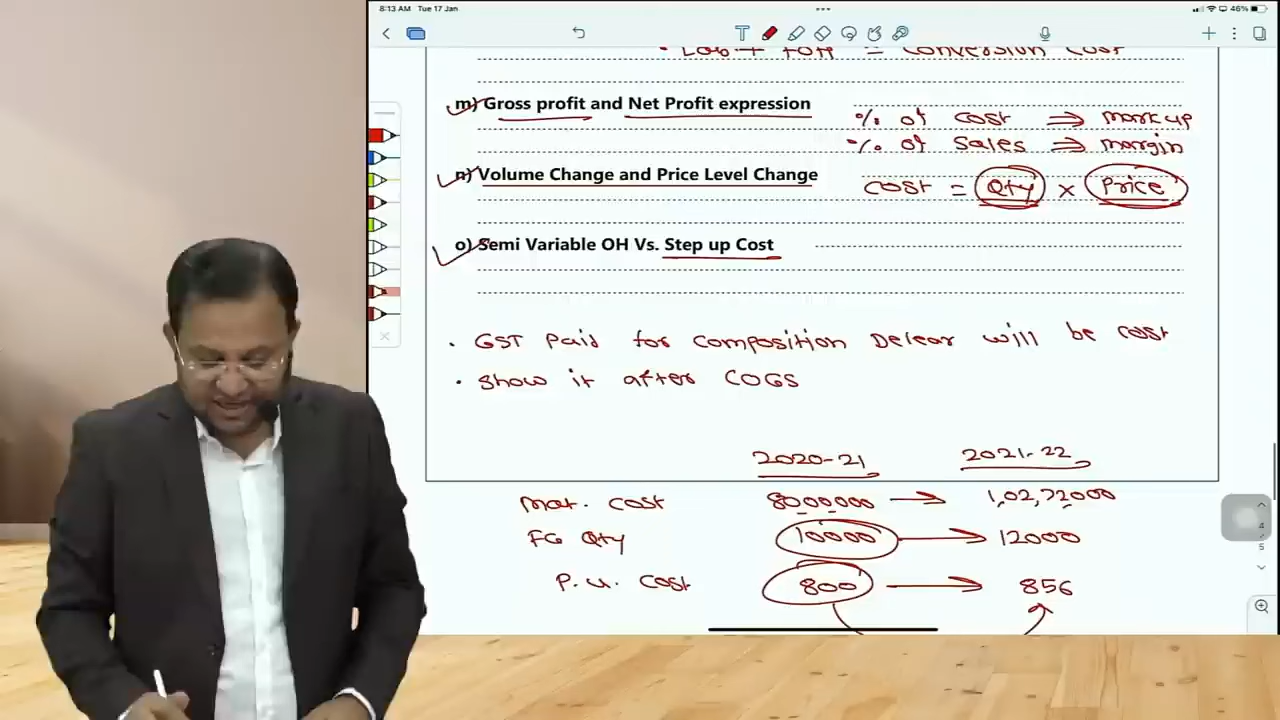 8:13 AM Tue 17 Jan
46%
T
= Conversion Cost
m) Gross profit and Net Profit expression
% of cost ⇒ mark up
% of Sales ⇒ margin
n) Volume Change and Price Level Change
cost = Qty × Price
o) Semi Variable OH Vs. Step up Cost
• GST Paid for composition Delear will be cost
• Show it after COGS
2020-21 2021-22
Mat. Cost 8000000 → 1,02,72000
FG Qty 10000 → 12000
P.U. Cost 800 → 856